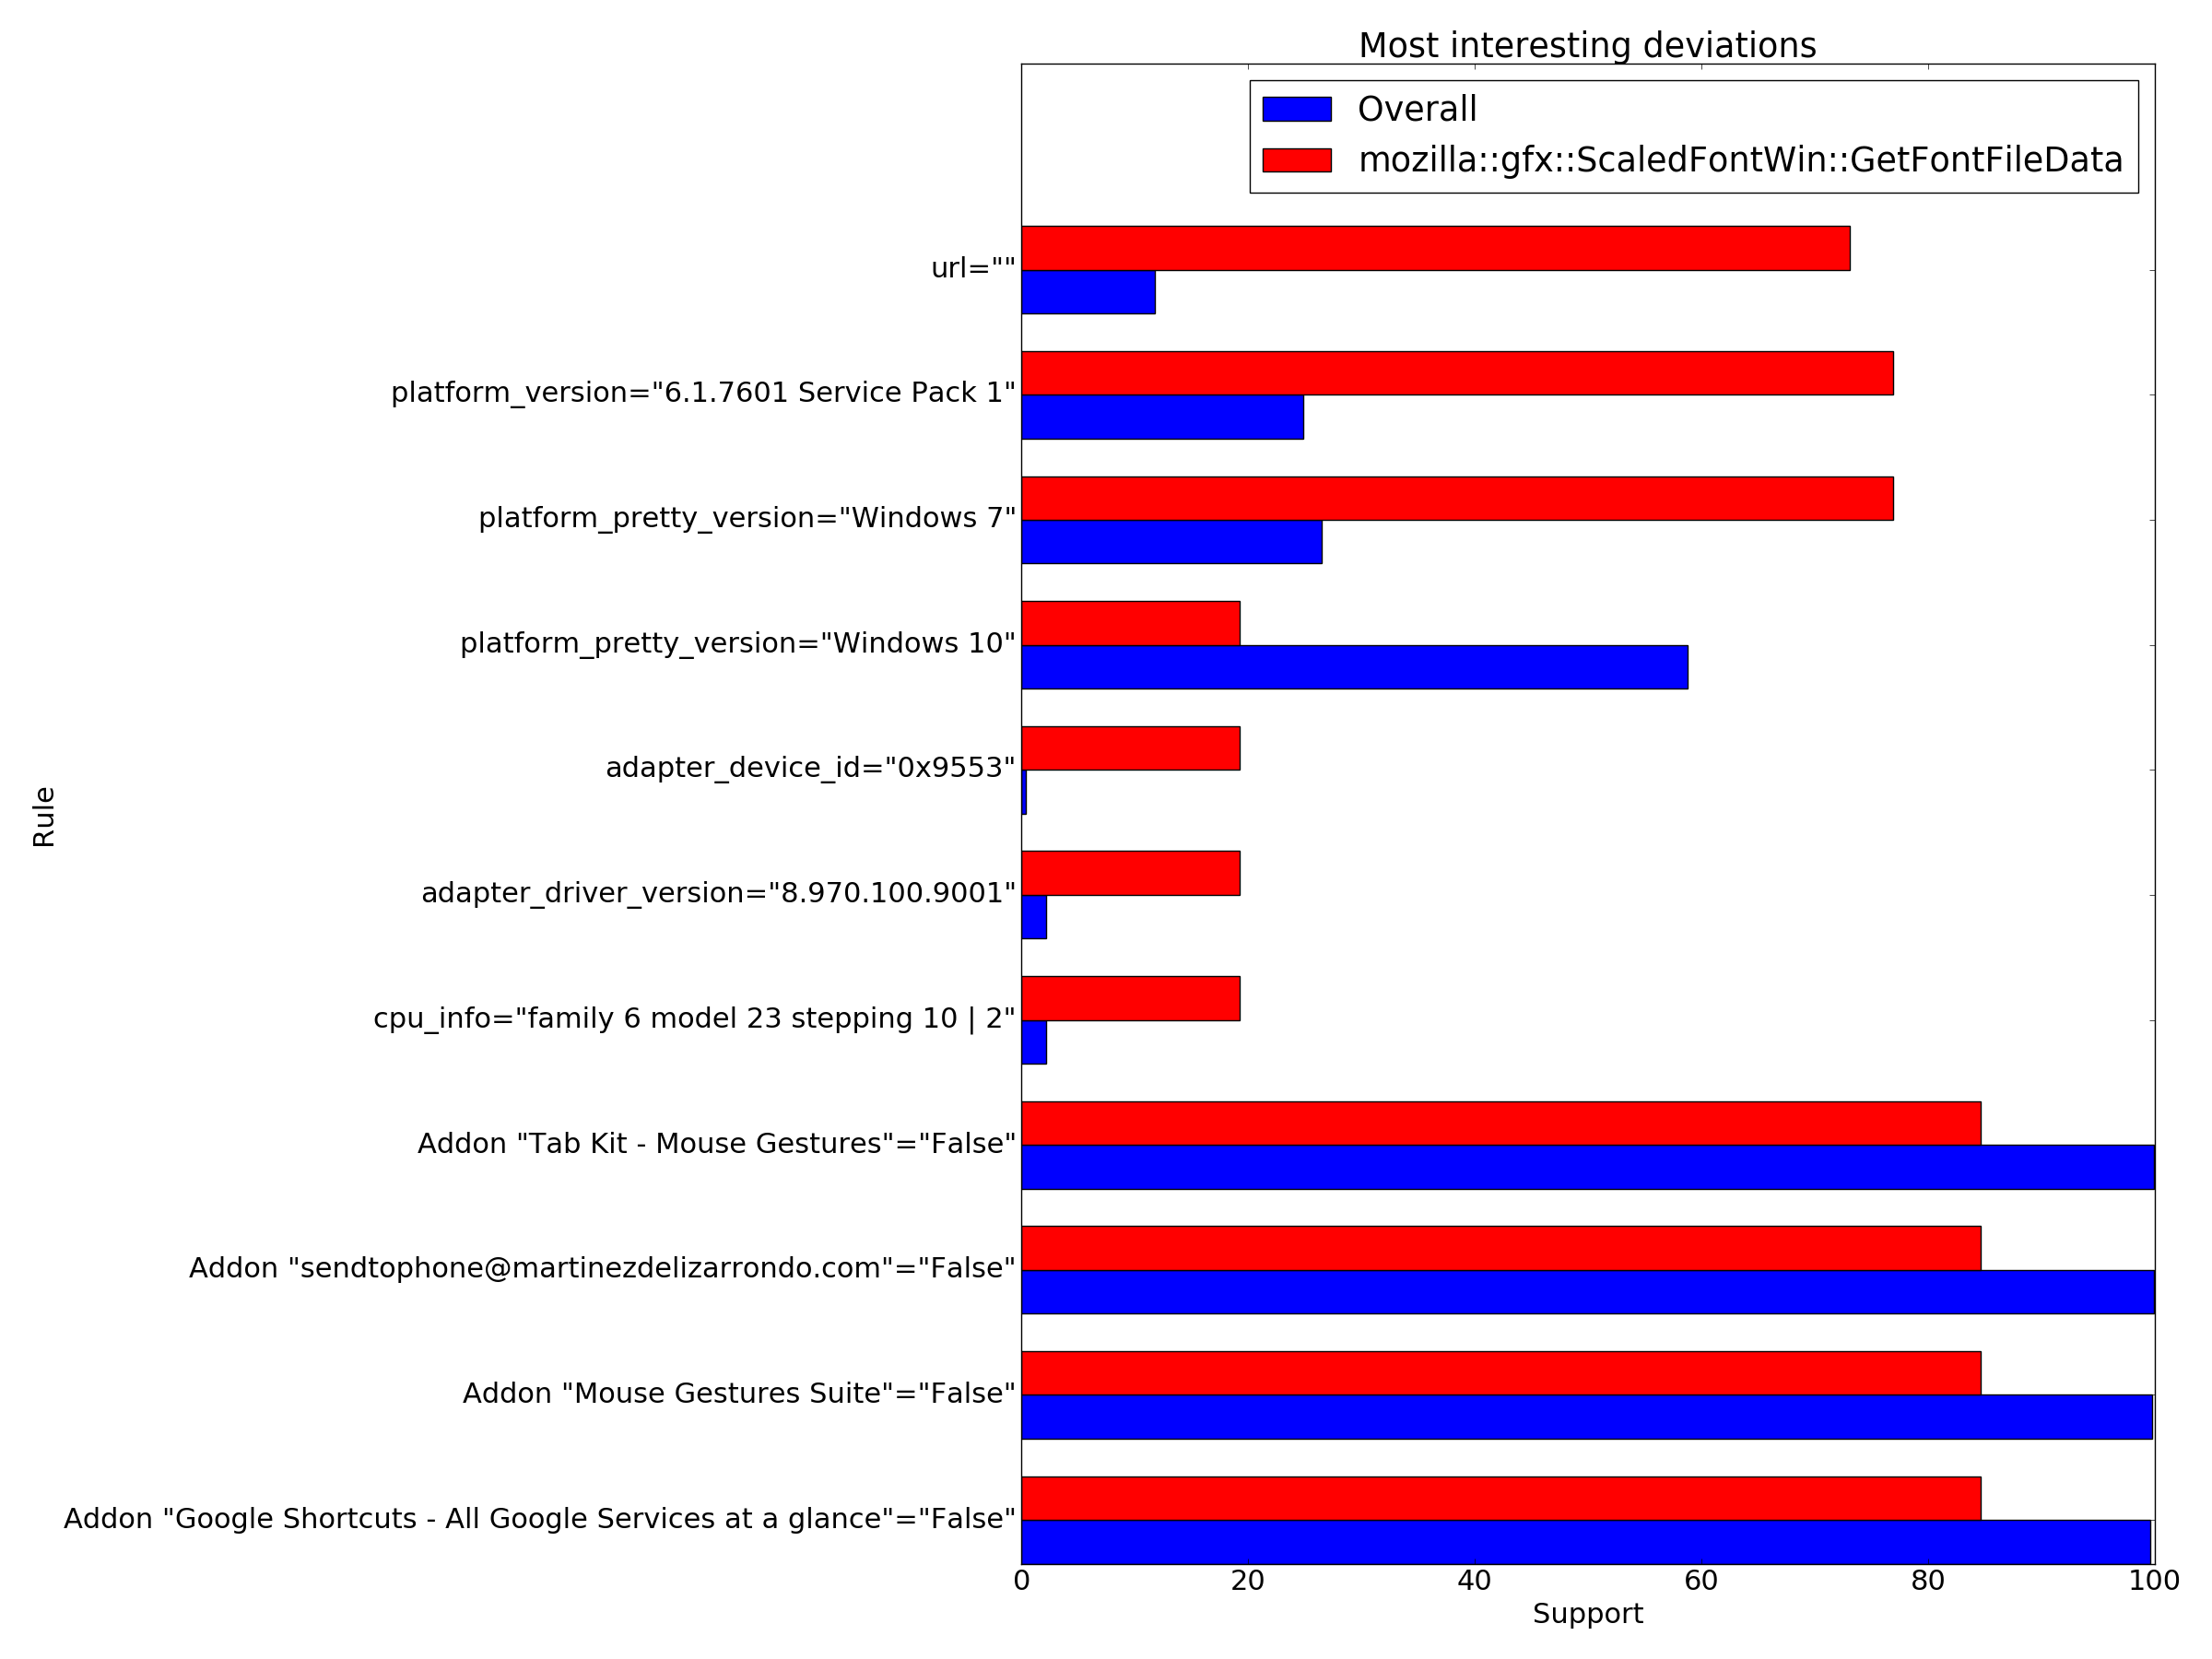 Most interesting deviations
Overall
mozilla::gfx::ScaledFontWin::GetFontFileData
url=""
platform_version="6.1.7601 Service Pack 1"
platform_pretty_version="Windows 7"
platform_pretty_version="Windows 10"
adapter_device_id="0x9553"
adapter_driver_version="8.970.100.9001"
cpu_info="family 6 model 23 stepping 10 | 2"
Addon "Tab Kit - Mouse Gestures"="False"
Addon "sendtophone@martinezdelizarrondo.com"="False"
Addon "Mouse Gestures Suite"="False"
Addon "Google Shortcuts - All Google Services at a glance"="False"
Rule
0 20 40 60 80 100
Support